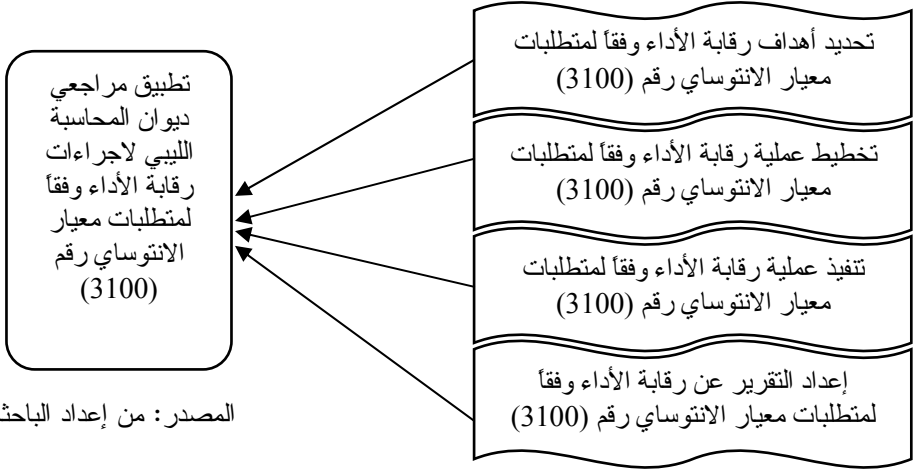 تحديد أهداف رقابة الأداء وفقاً لمتطلبات
معيار الانتوساي رقم (3100)
تخطيط عملية رقابة الأداء وفقاً لمتطلبات
معيار الانتوساي رقم (3100)
تنفيذ عملية رقابة الأداء وفقاً لمتطلبات
معيار الانتوساي رقم (3100)
إعداد التقرير عن رقابة الأداء وفقاً
لمتطلبات معيار الانتوساي رقم (3100)
تطبيق مراجعي
ديوان المحاسبة
الليبي لاجراءات
رقابة الأداء وفقاً
لمتطلبات معيار
الانتوساي رقم
(3100)
المصدر: من إعداد